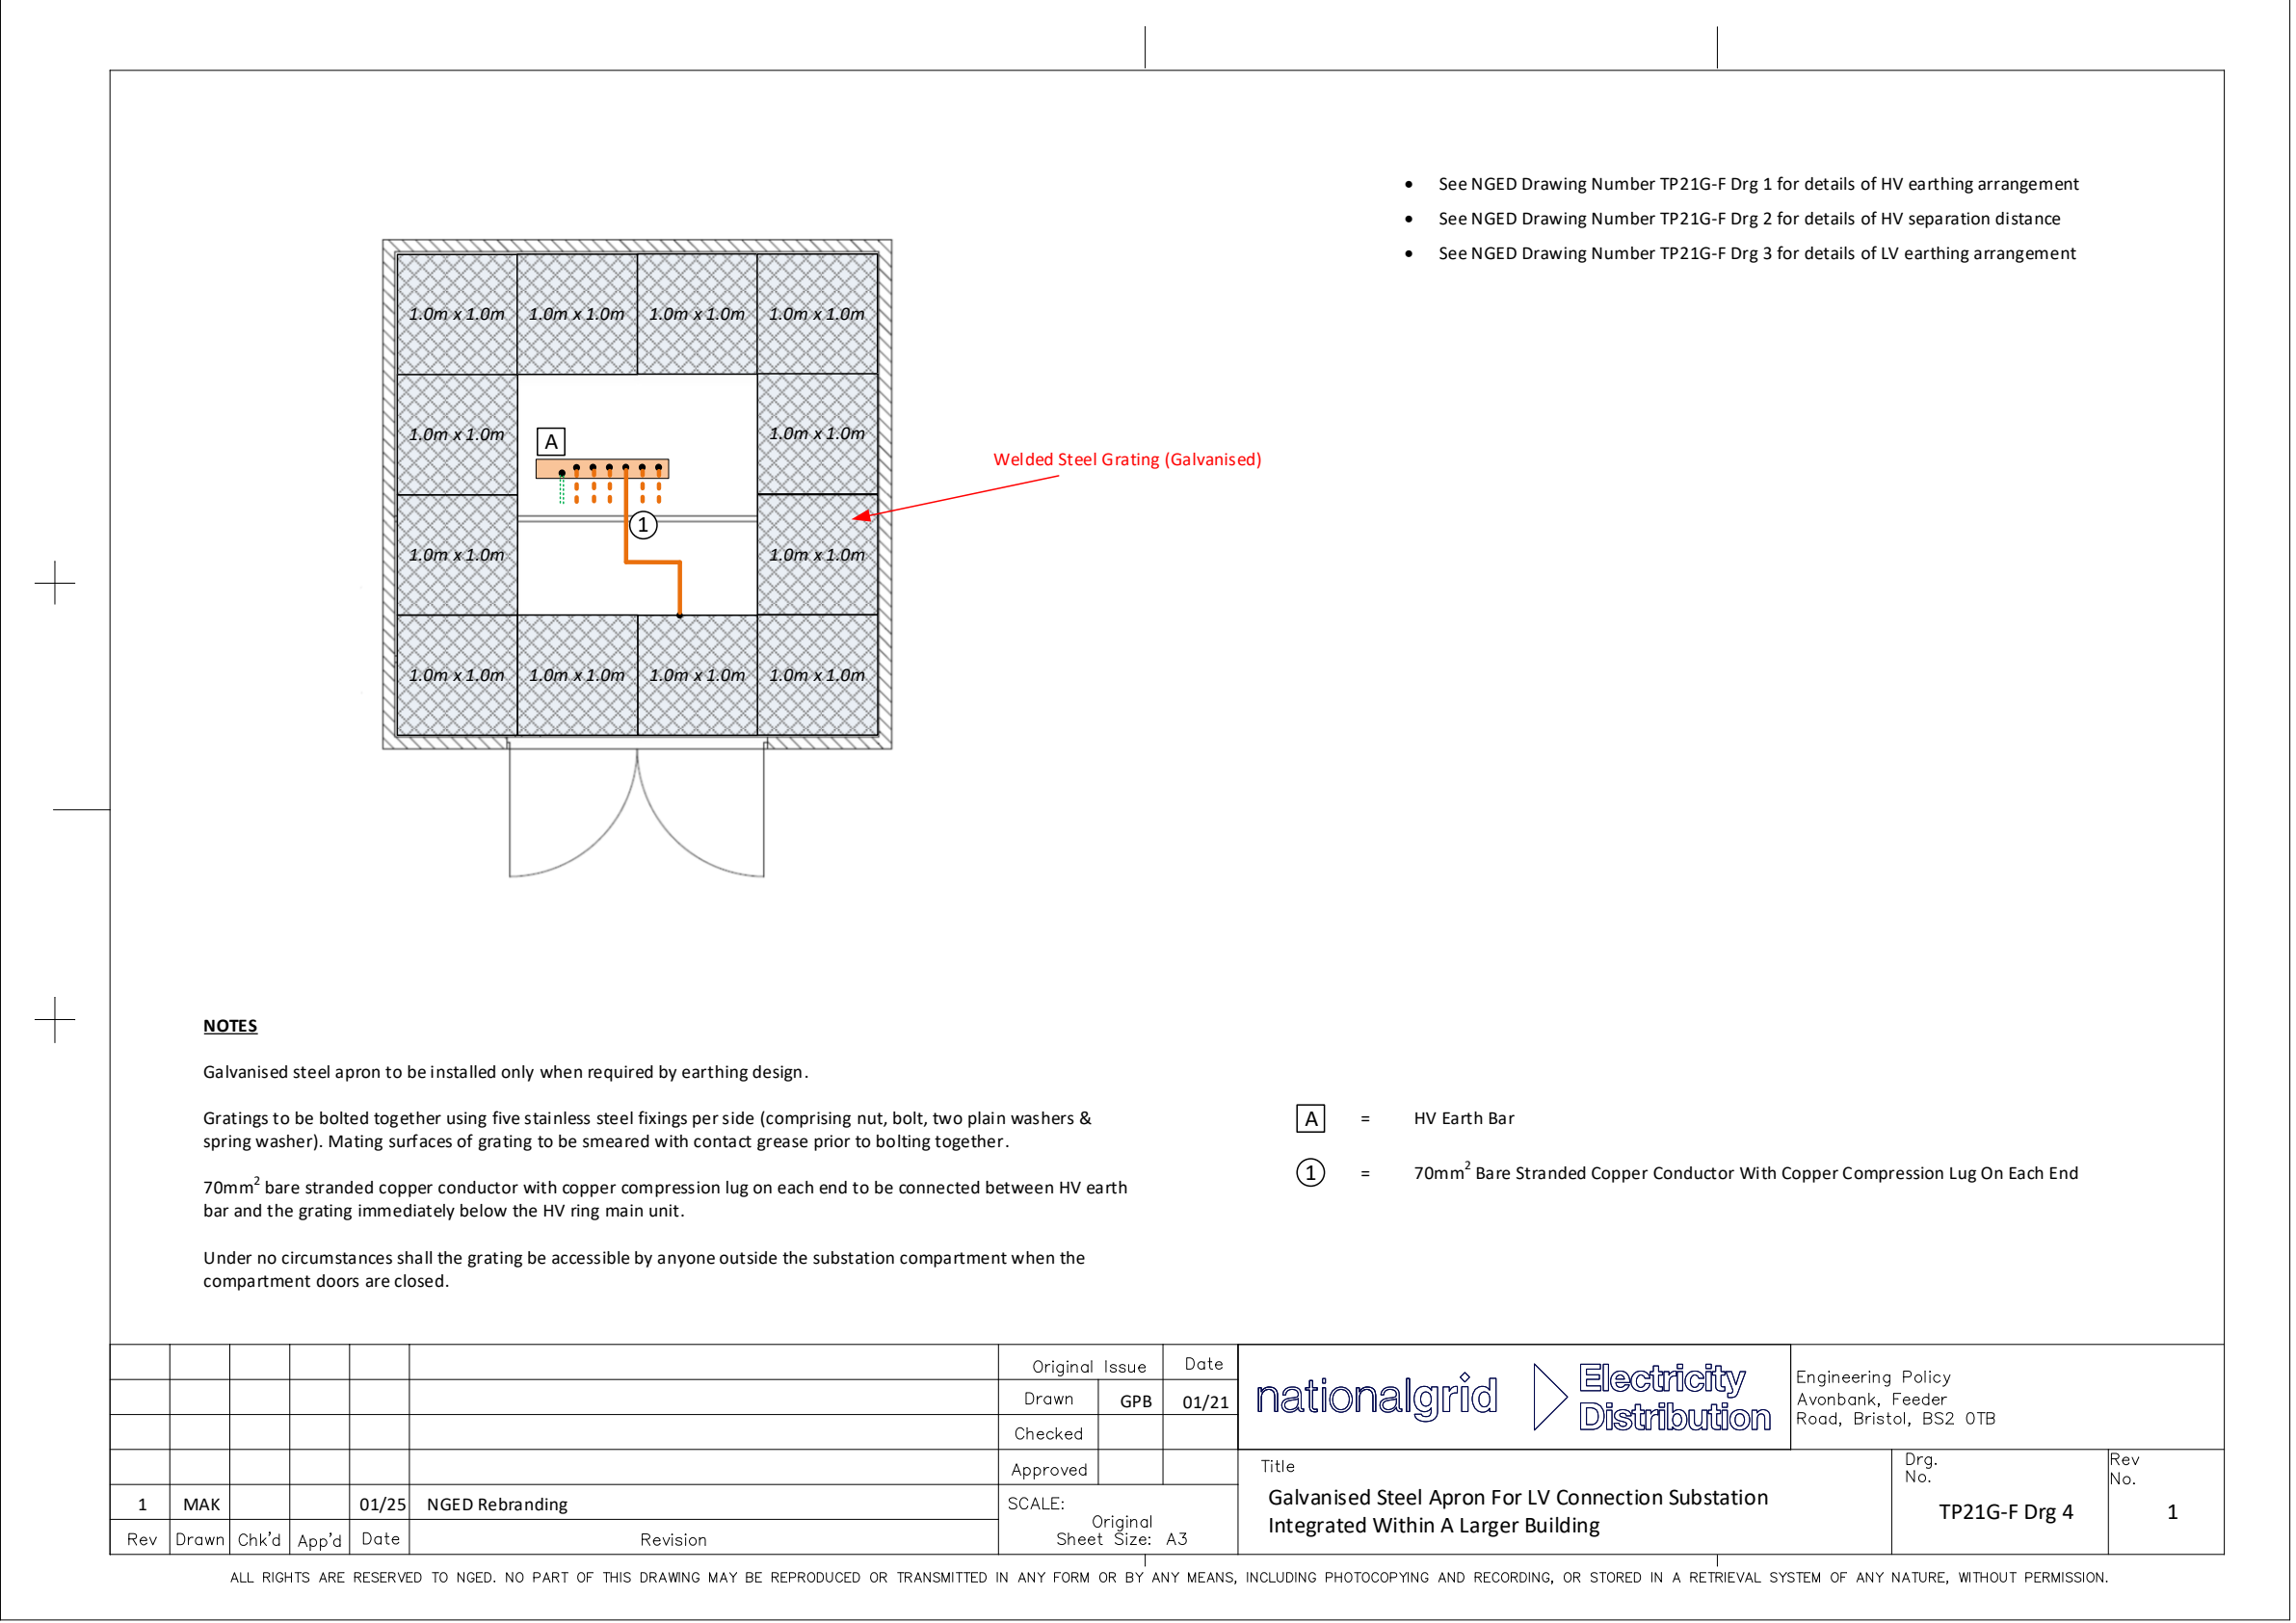 • See NGED Drawing Number TP21G-F Drg 1 for details of HV earthing arrangement
• See NGED Drawing Number TP21G-F Drg 2 for details of HV separation distance
• See NGED Drawing Number TP21G-F Drg 3 for details of LV earthing arrangement
1.0m x 1.0m 1.0m x 1.0m 1.0m x 1.0m 1.0m x 1.0m
1.0m x 1.0m 1.0m x 1.0m
A
Welded Steel Grating (Galvanised)
1
1.0m x 1.0m 1.0m x 1.0m
1.0m x 1.0m 1.0m x 1.0m 1.0m x 1.0m 1.0m x 1.0m
NOTES
Galvanised steel apron to be installed only when required by earthing design.
Gratings to be bolted together using five stainless steel fixings per side (comprising nut, bolt, two plain washers &
spring washer). Mating surfaces of grating to be smeared with contact grease prior to bolting together.
70mm² bare stranded copper conductor with copper compression lug on each end to be connected between HV earth
bar and the grating immediately below the HV ring main unit.
Under no circumstances shall the grating be accessible by anyone outside the substation compartment when the
compartment doors are closed.
A = HV Earth Bar
1 = 70mm² Bare Stranded Copper Conductor With Copper Compression Lug On Each End
1 MAK 01/25 NGED Rebranding
Rev Drawn Chk'd App'd Date Revision
Original Issue Date
Drawn GPB 01/21
Checked
Approved
SCALE:
Original
Sheet Size: A3
nationalgrid
Electricity
Distribution
Engineering Policy
Avonbank, Feeder
Road, Bristol, BS2 0TB
Title
Galvanised Steel Apron For LV Connection Substation
Integrated Within A Larger Building
Drg.
No.
TP21G-F Drg 4
Rev
No.
1
ALL RIGHTS ARE RESERVED TO NGED. NO PART OF THIS DRAWING MAY BE REPRODUCED OR TRANSMITTED IN ANY FORM OR BY ANY MEANS, INCLUDING PHOTOCOPYING AND RECORDING, OR STORED IN A RETRIEVAL SYSTEM OF ANY NATURE, WITHOUT PERMISSION.